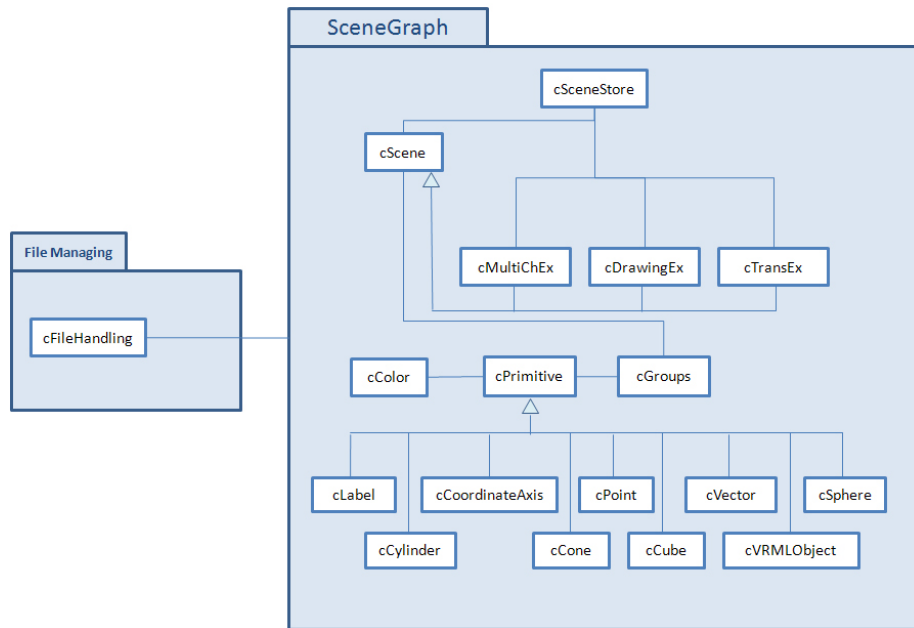 SceneGraph
cSceneStore
cScene
File Managing
cMultiChEx
cDrawingEx
cTransEx
cFileHandling
cColor
cPrimitive
cGroups
cLabel
cCoordinateAxis
cPoint
cVector
cSphere
cCylinder
cCone
cCube
cVRMLObject